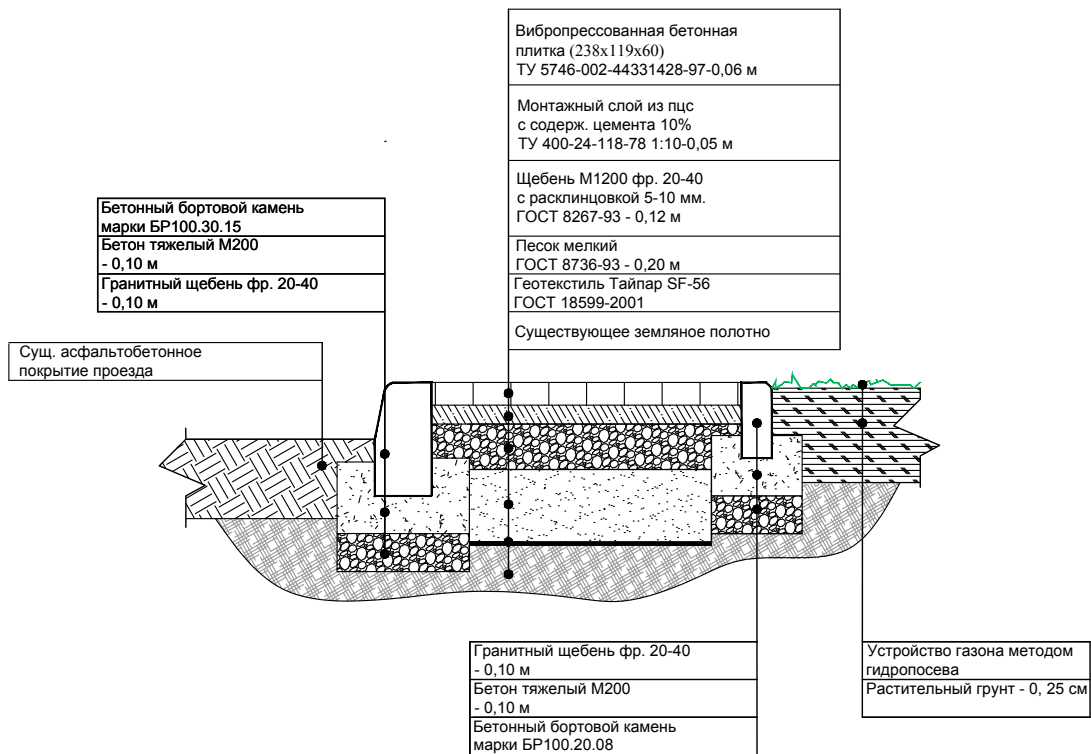 Вибропрессованная бетонная
плитка (238х119х60)
ТУ 5746-002-44331428-97-0,06 м
Монтажный слой из пцс
с содерж. цемента 10%
ТУ 400-24-118-78 1:10-0,05 м
Щебень М1200 фр. 20-40
с расклинцовкой 5-10 мм.
ГОСТ 8267-93 - 0,12 м
Песок мелкий
ГОСТ 8736-93 - 0,20 м
Геотекстиль Тайпар SF-56
ГОСТ 18599-2001
Существующее земляное полотно
Бетонный бортовой камень
марки БР100.30.15
Бетон тяжелый М200
- 0,10 м
Гранитный щебень фр. 20-40
- 0,10 м
Сущ. асфальтобетонное
покрытие проезда
Гранитный щебень фр. 20-40
- 0,10 м
Бетон тяжелый М200
- 0,10 м
Бетонный бортовой камень
марки БР100.20.08
Устройство газона методом
гидропосева
Растительный грунт - 0, 25 см